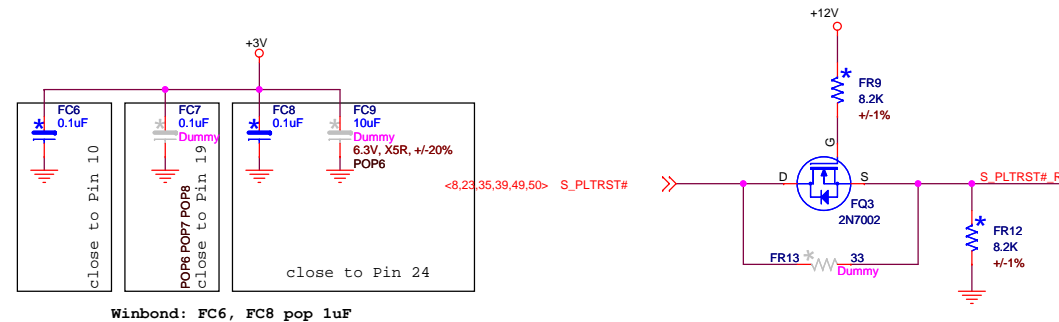 +3V
FC6
0.1uF
close to Pin 10
FC7
0.1uF
Dummy
POP6 POP7 POP8
close to Pin 19
FC8
0.1uF
FC9
10uF
Dummy
6.3V, X5R, +/-20%
POP6
close to Pin 24
Winbond: FC6, FC8 pop 1uF
+12V
FR9
8.2K
+/-1%
G
<8,23,35,39,49,50> S_PLTRST#
D
S
S_PLTRST#_R
FQ3
2N7002
FR13
33
Dummy
FR12
8.2K
+/-1%